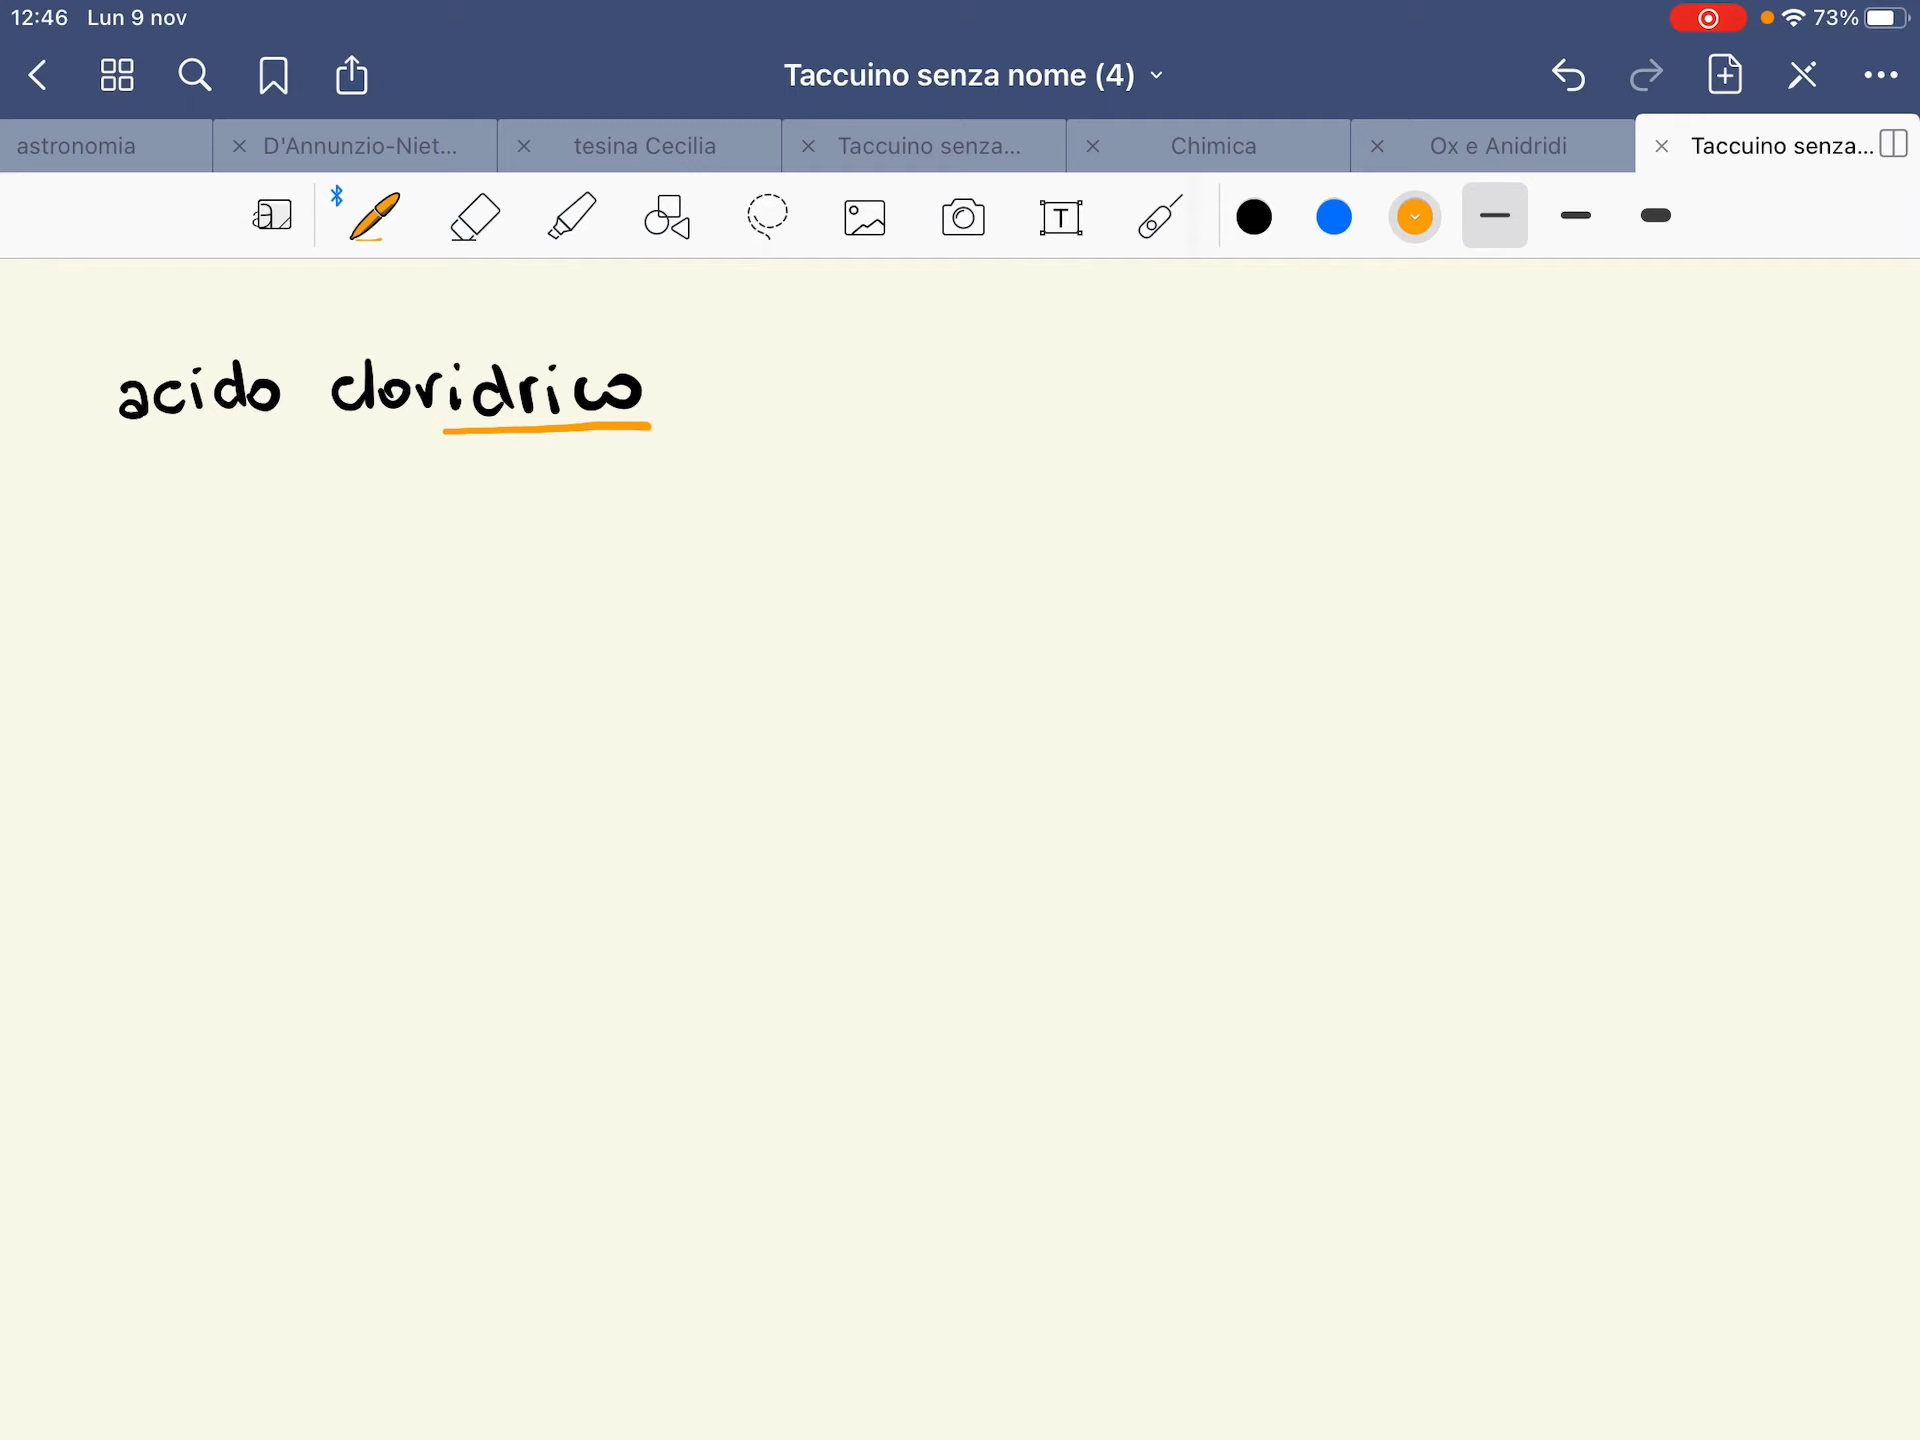 12:46 Lun 9 nov 73%
Taccuino senza nome (4)
astronomia D'Annunzio-Niet... tesina Cecilia Taccuino senza... Chimica Ox e Anidridi Taccuino senza...
a T
acido cloridrico